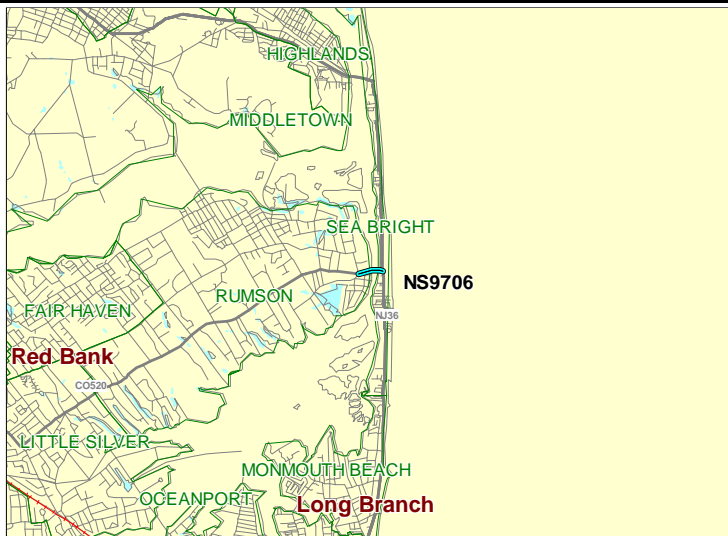 HIGHLANDS
MIDDLETOWN
SEA BRIGHT
NS9706
RUMSON
FAIR HAVEN
NJ36
Red Bank
CO520
LITTLE SILVER
MONMOUTH BEACH
OCEANPORT
Long Branch